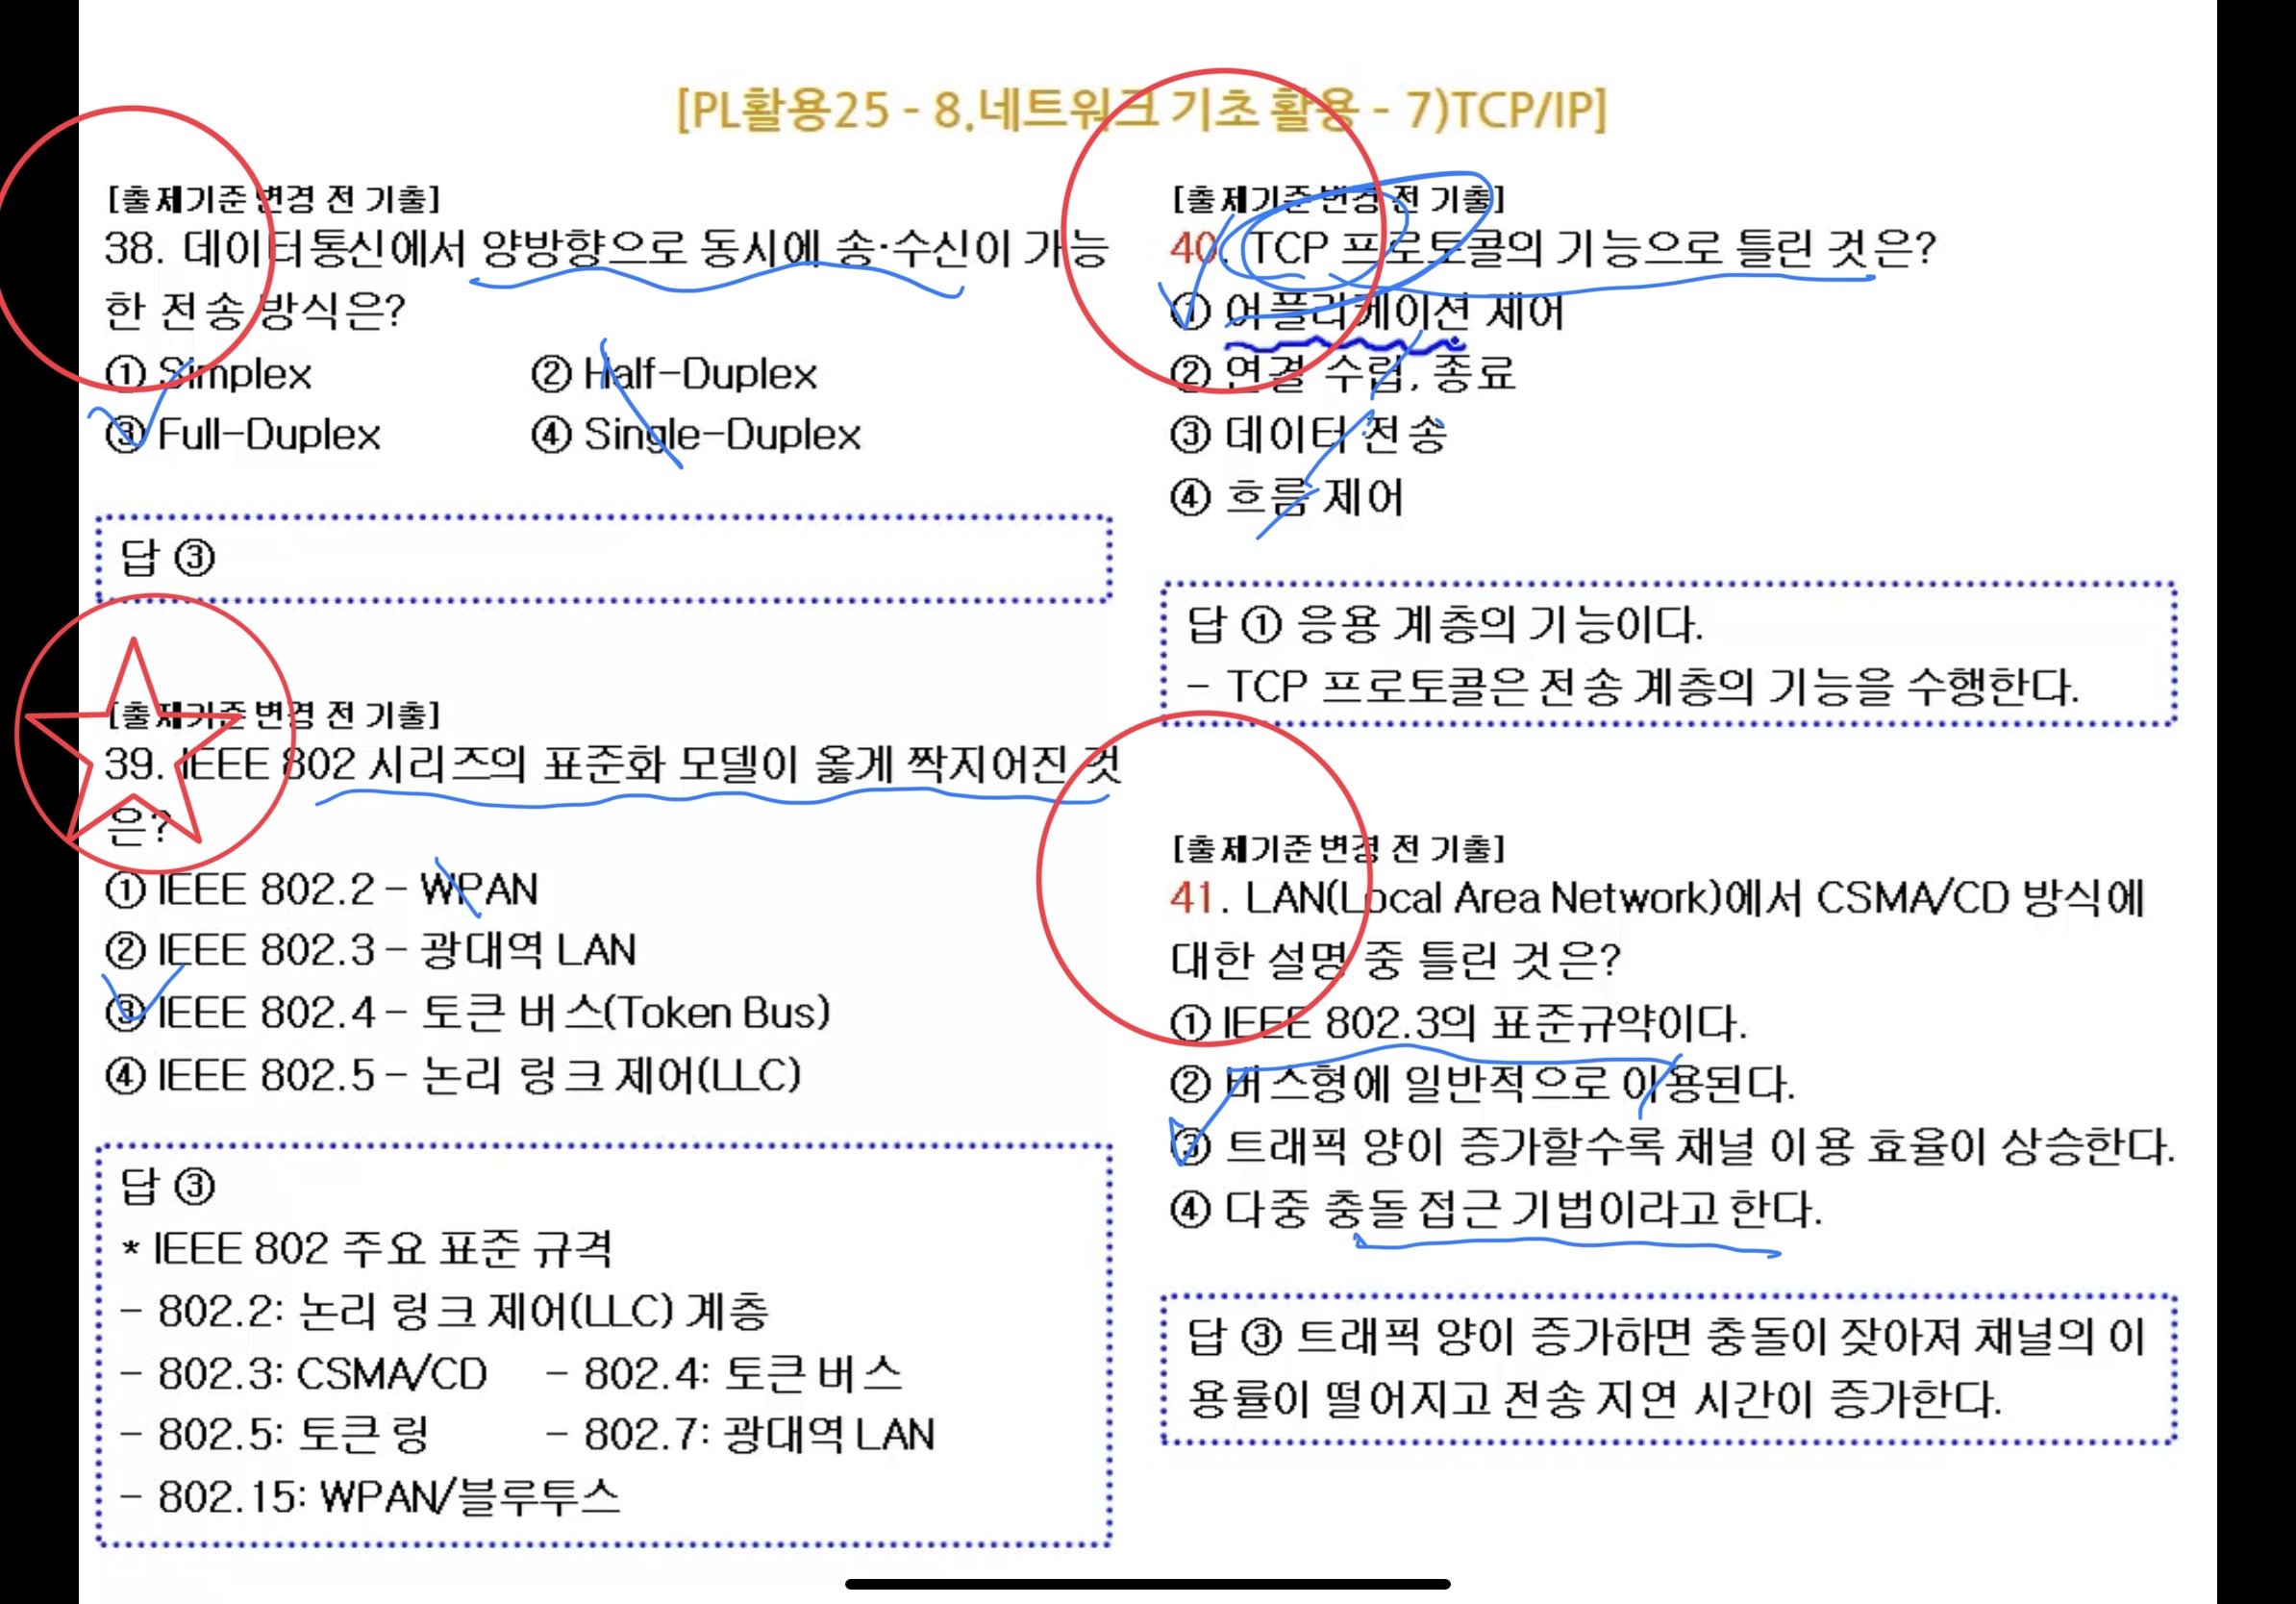 [PL활용25 - 8.네트워크 기초 활용 - 7)TCP/IP]
[출제기준 변경 전 기출]
38. 데이터통신에서 양방향으로 동시에 송·수신이 가능
한 전송 방식은?
① Simplex ② Half-Duplex
③ Full-Duplex ④ Single-Duplex
답 ③
[출제기준 변경 전 기출]
39. IEEE 802 시리즈의 표준화 모델이 옳게 짝지어진 것
은?
① IEEE 802.2 - WPAN
② IEEE 802.3 - 광대역 LAN
③ IEEE 802.4 - 토큰 버스(Token Bus)
④ IEEE 802.5 - 논리 링크 제어(LLC)
답 ③
* IEEE 802 주요 표준 규격
- 802.2: 논리 링크 제어(LLC) 계층
- 802.3: CSMA/CD - 802.4: 토큰 버스
- 802.5: 토큰 링 - 802.7: 광대역 LAN
- 802.15: WPAN/블루투스
[출제기준 변경 전 기출]
40. TCP 프로토콜의 기능으로 틀린 것은?
① 어플리케이션 제어
② 연결 수립, 종료
③ 데이터 전송
④ 흐름 제어
답 ① 응용 계층의 기능이다.
- TCP 프로토콜은 전송 계층의 기능을 수행한다.
[출제기준 변경 전 기출]
41. LAN(Local Area Network)에서 CSMA/CD 방식에
대한 설명 중 틀린 것은?
① IEEE 802.3의 표준규약이다.
② 버스형에 일반적으로 이용된다.
③ 트래픽 양이 증가할수록 채널 이용 효율이 상승한다.
④ 다중 충돌 접근 기법이라고 한다.
답 ③ 트래픽 양이 증가하면 충돌이 잦아져 채널의 이
용률이 떨어지고 전송 지연 시간이 증가한다.